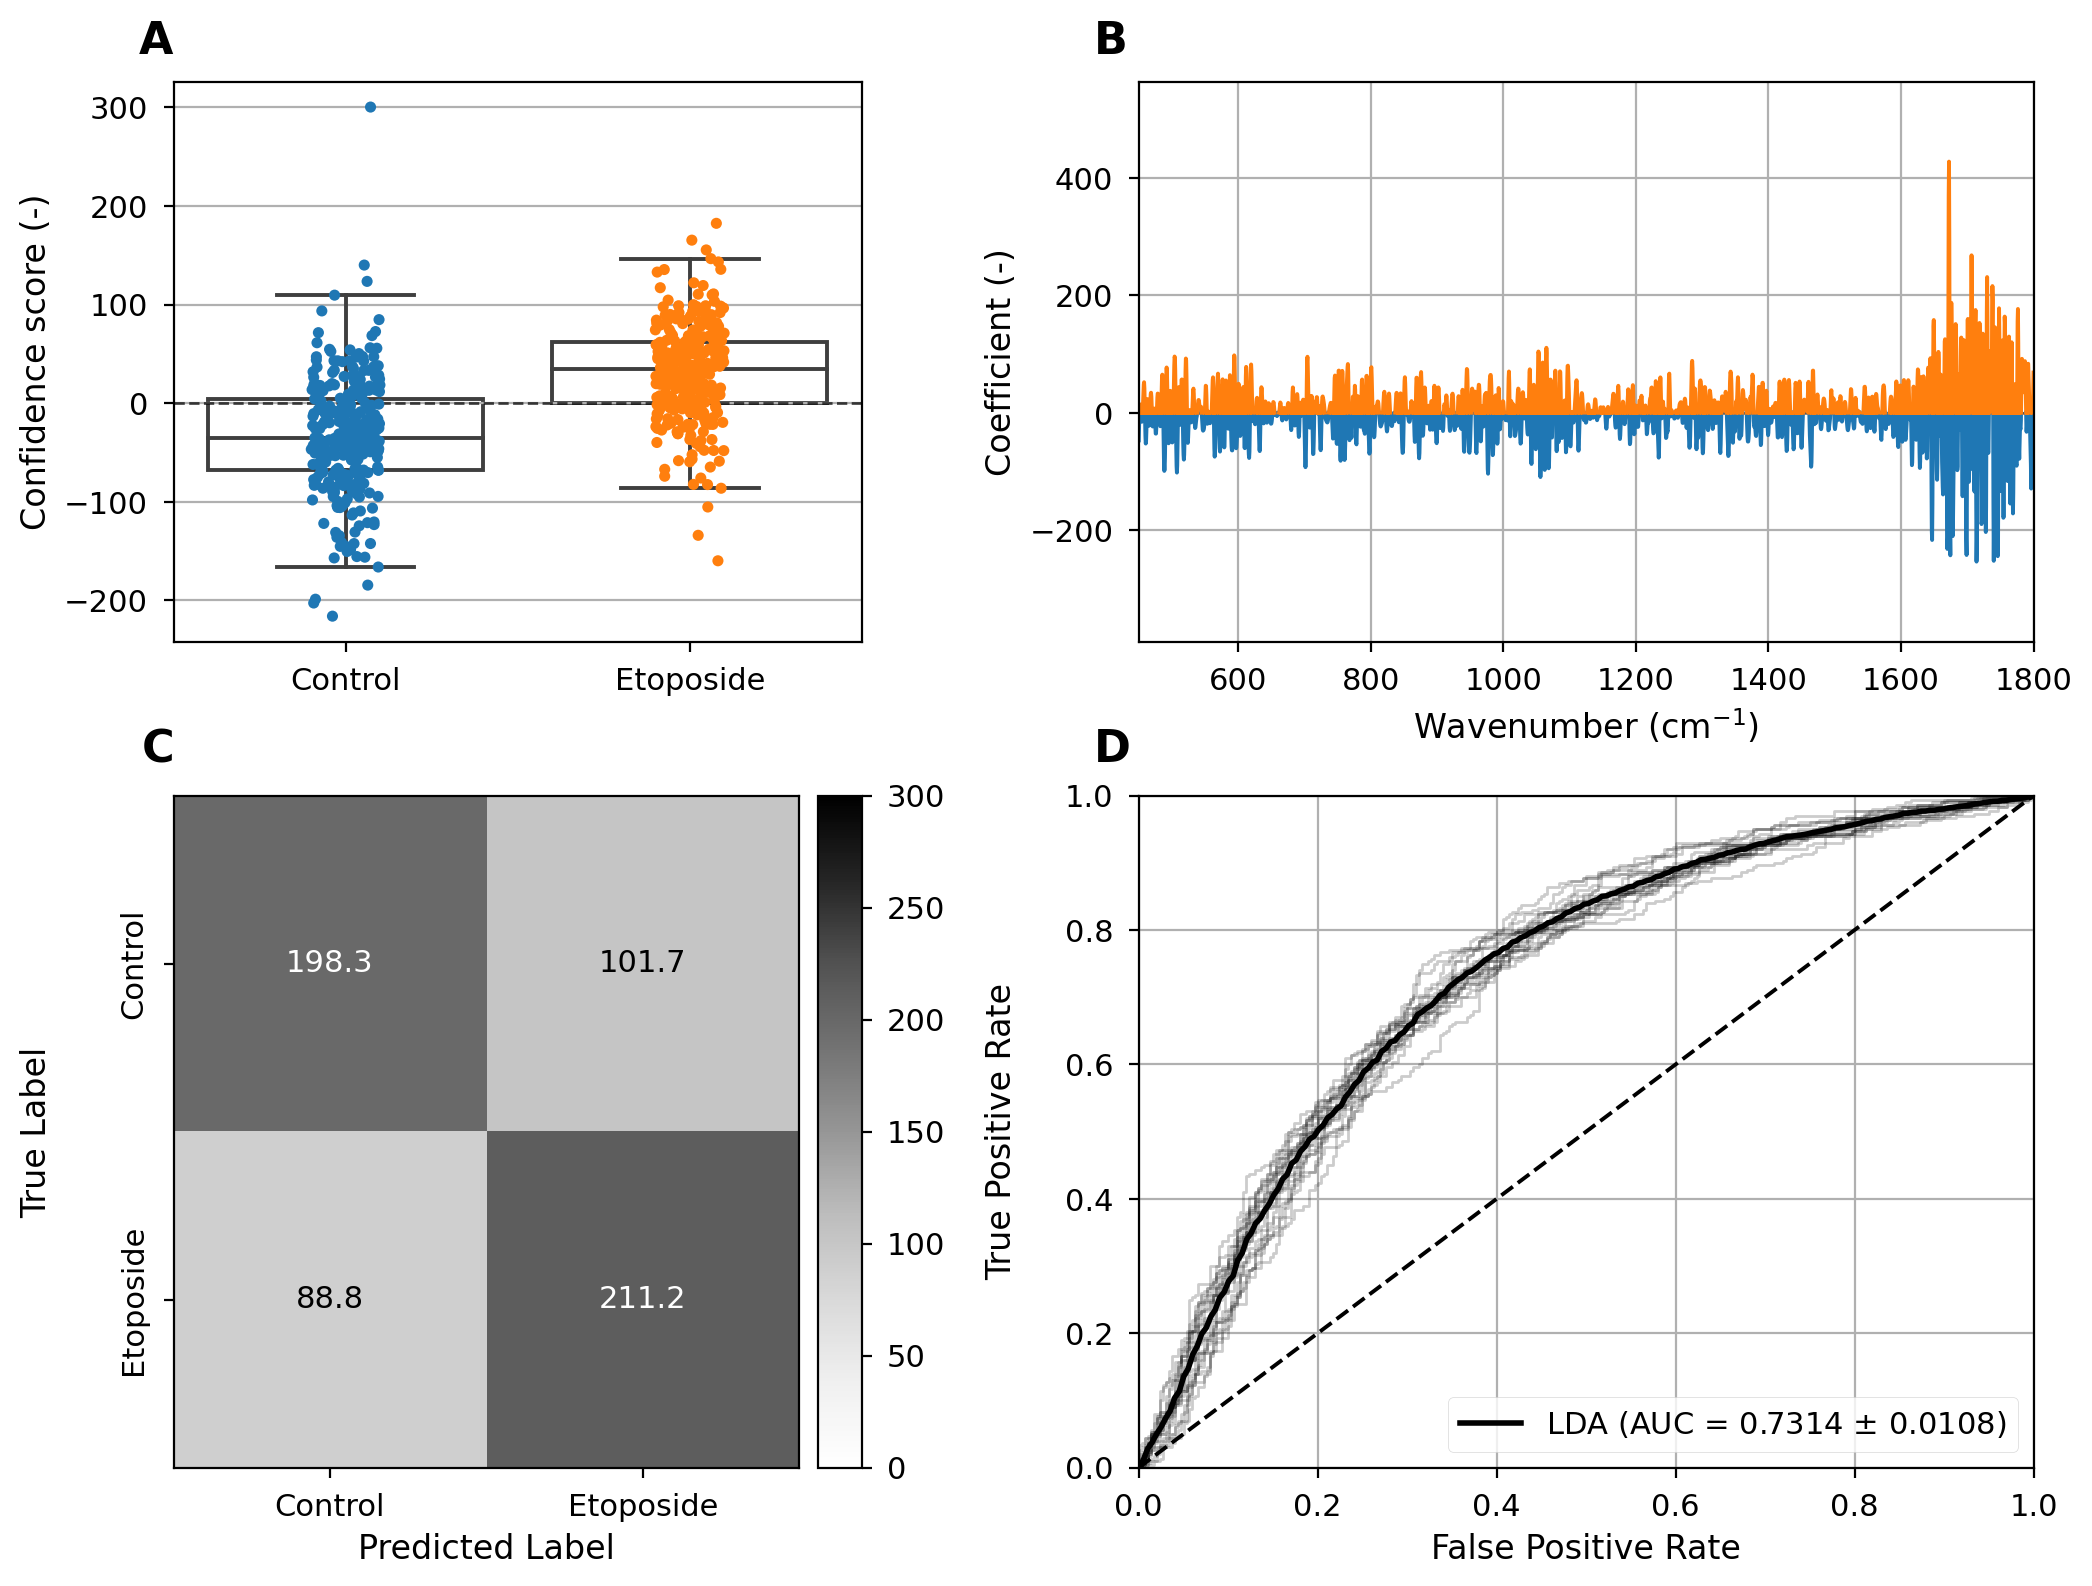 A
Confidence score (-)
300
200
100
0
−100
−200
Control
Etoposide
B
Coefficient (-)
400
200
0
−200
600
800
1000
1200
1400
1600
1800
Wavenumber (cm⁻¹)
C
True Label
Control
Etoposide
198.3
101.7
88.8
211.2
Control
Etoposide
Predicted Label
300
250
200
150
100
50
0
D
True Positive Rate
1.0
0.8
0.6
0.4
0.2
0.0
LDA (AUC = 0.7314 ± 0.0108)
0.0
0.2
0.4
0.6
0.8
1.0
False Positive Rate